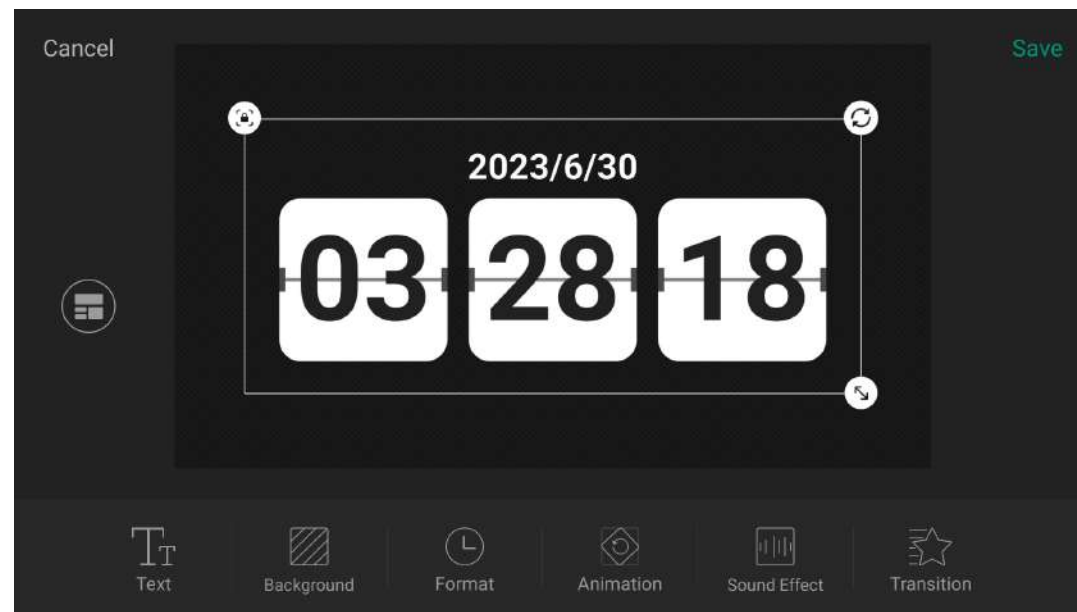 Cancel
Save
2023/6/30
03 28 18
Text Background Format Animation Sound Effect Transition